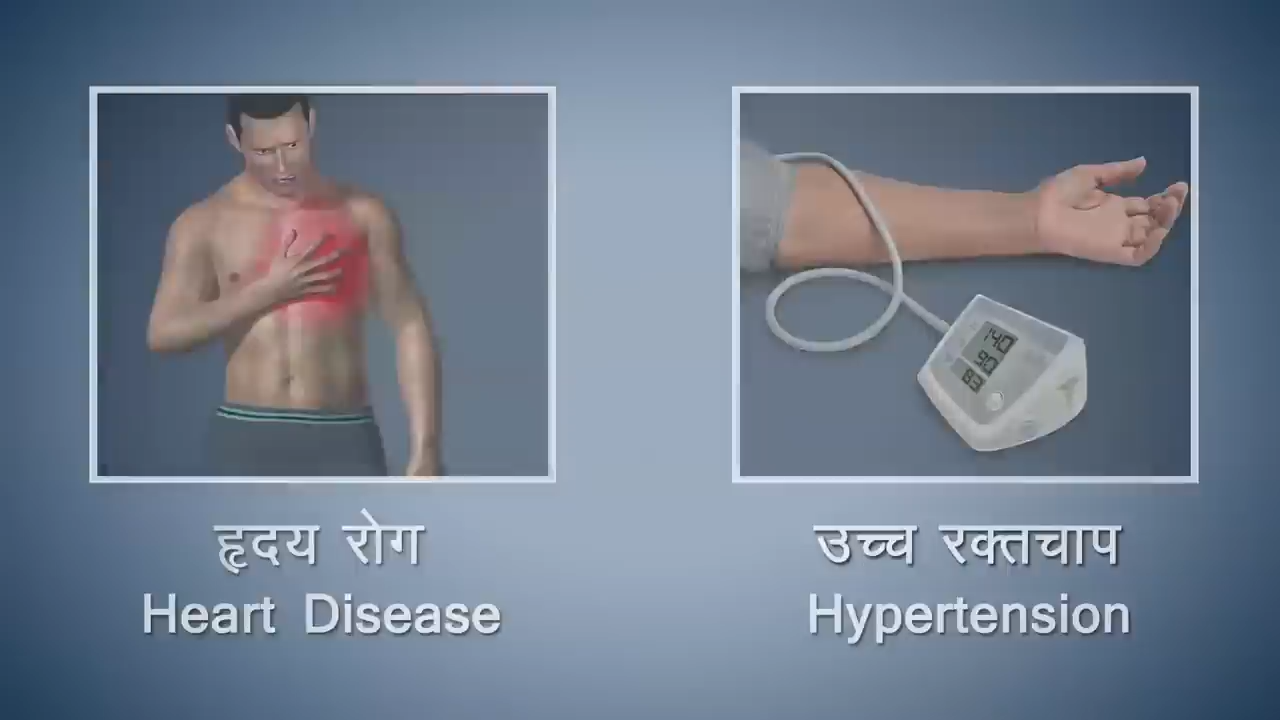 हृदय रोग
Heart Disease
140
90
83
उच्च रक्तचाप
Hypertension